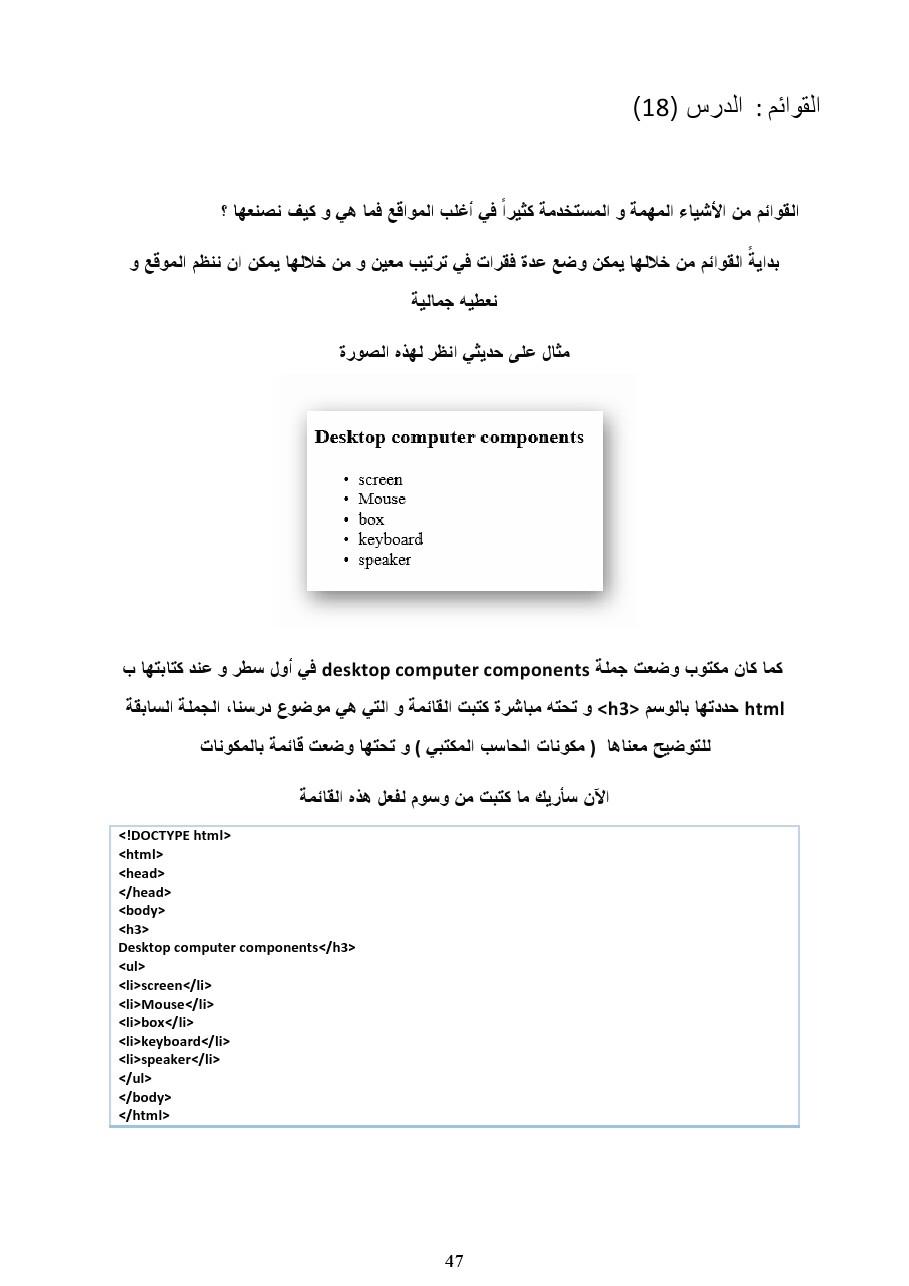 القوائم : الدرس (18)
القوائم من الأشياء المهمة و المستخدمة كثيراً في أغلب المواقع فما هي و كيف نصنعها ؟
بدايةً القوائم من خلالها يمكن وضع عدة فقرات في ترتيب معين و من خلالها يمكن ان ننظم الموقع و
نعطيه جمالية
مثال على حديثي انظر لهذه الصورة
Desktop computer components
• screen
• Mouse
• box
• keyboard
• speaker
كما كان مكتوب وضعت جملة desktop computer components في أول سطر و عند كتابتها ب
html حددتها بالوسم <h3> و تحته مباشرة كتبت القائمة و التي هي موضوع درسنا، الجملة السابقة
للتوضيح معناها ( مكونات الحاسب المكتبي ) و تحتها وضعت قائمة بالمكونات
الآن سأريك ما كتبت من وسوم لفعل هذه القائمة
<!DOCTYPE html>
<html>
<head>
</head>
<body>
<h3>
Desktop computer components</h3>
<ul>
<li>screen</li>
<li>Mouse</li>
<li>box</li>
<li>keyboard</li>
<li>speaker</li>
</ul>
</body>
</html>
47